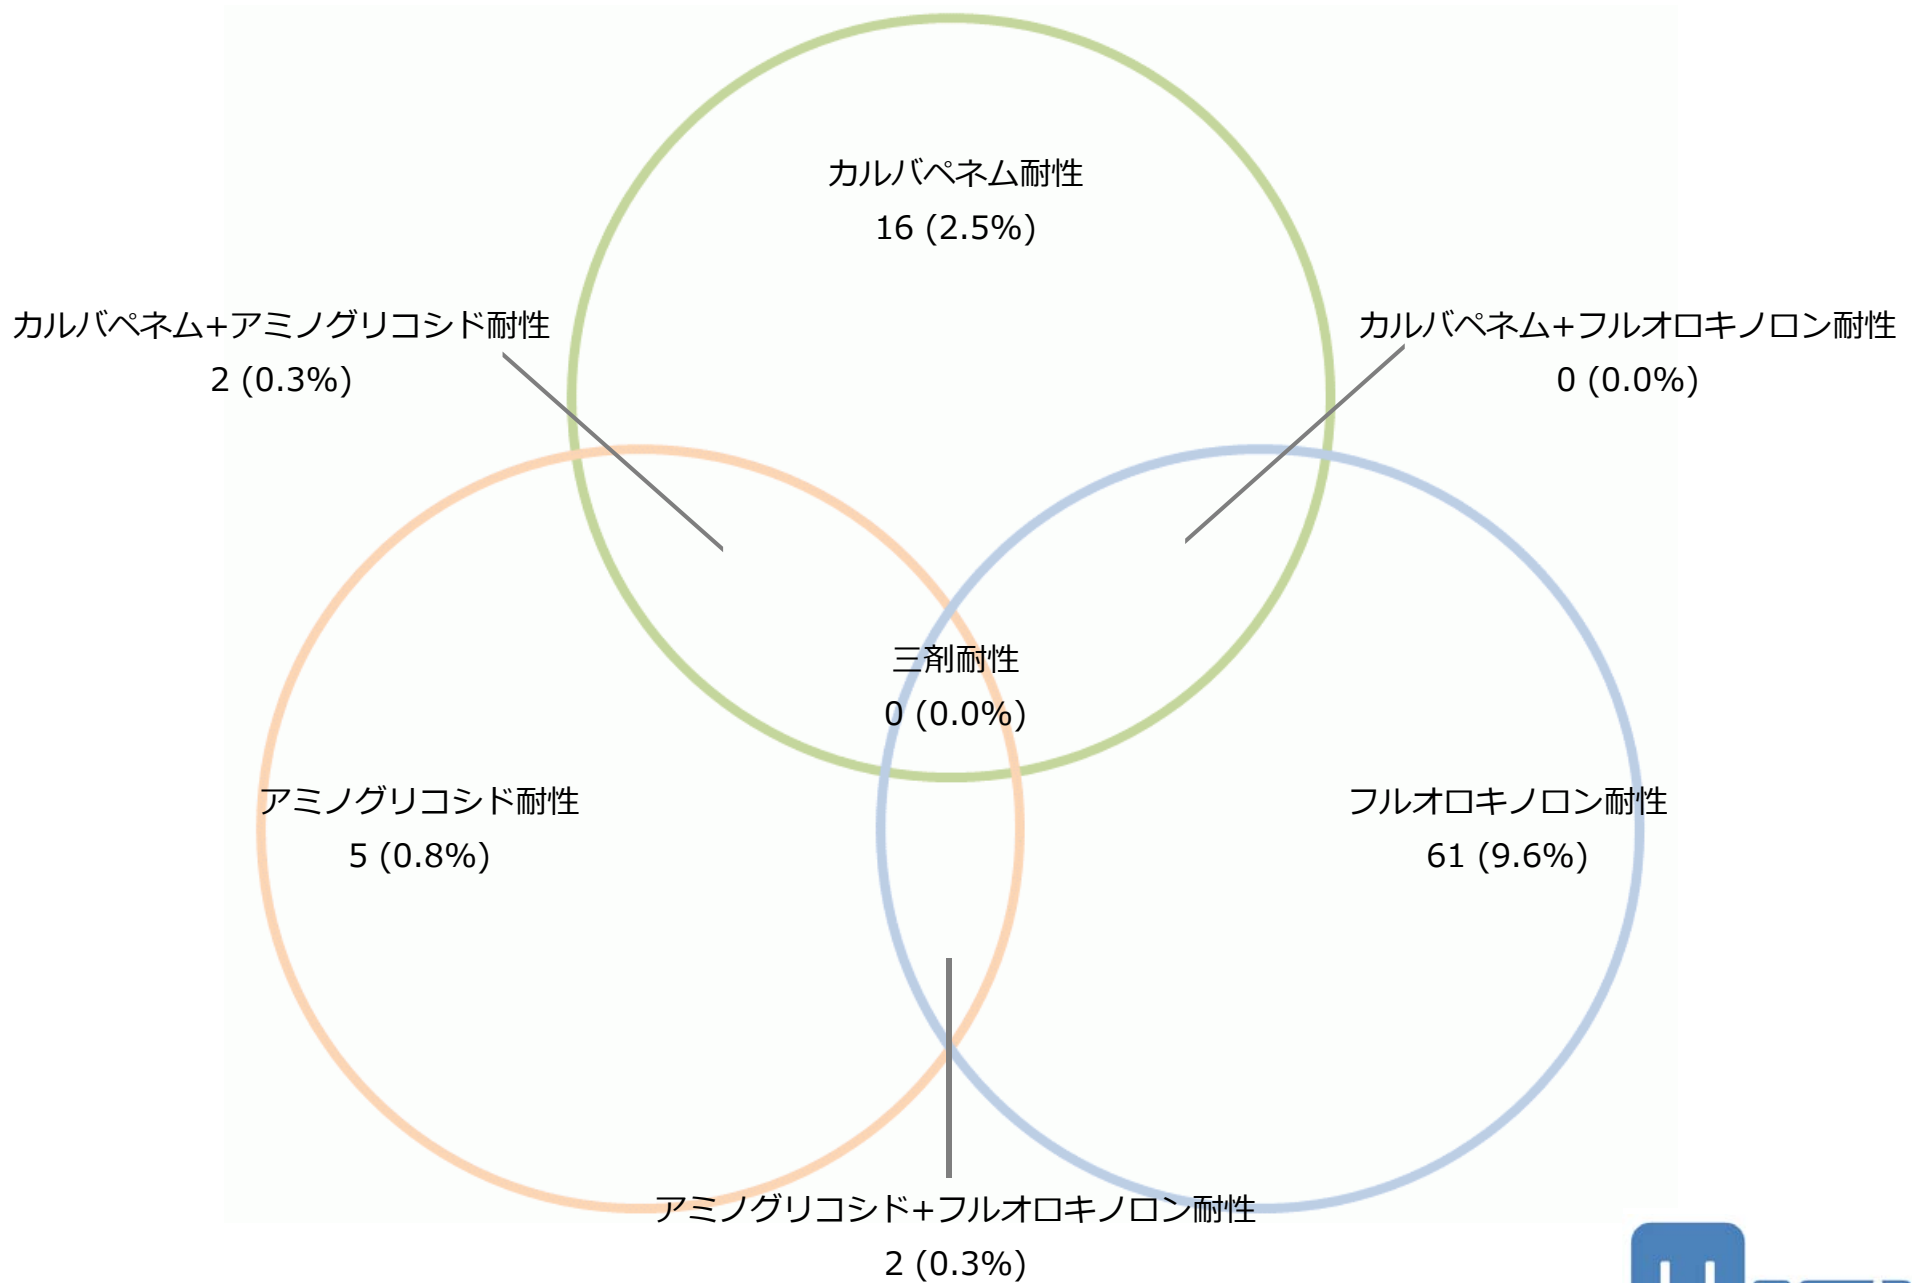 カルバペネム耐性
16 (2.5%)
カルバペネム+アミノグリコシド耐性
2 (0.3%)
カルバペネム+フルオロキノロン耐性
0 (0.0%)
三剤耐性
0 (0.0%)
アミノグリコシド耐性
5 (0.8%)
フルオロキノロン耐性
61 (9.6%)
アミノグリコシド+フルオロキノロン耐性
2 (0.3%)